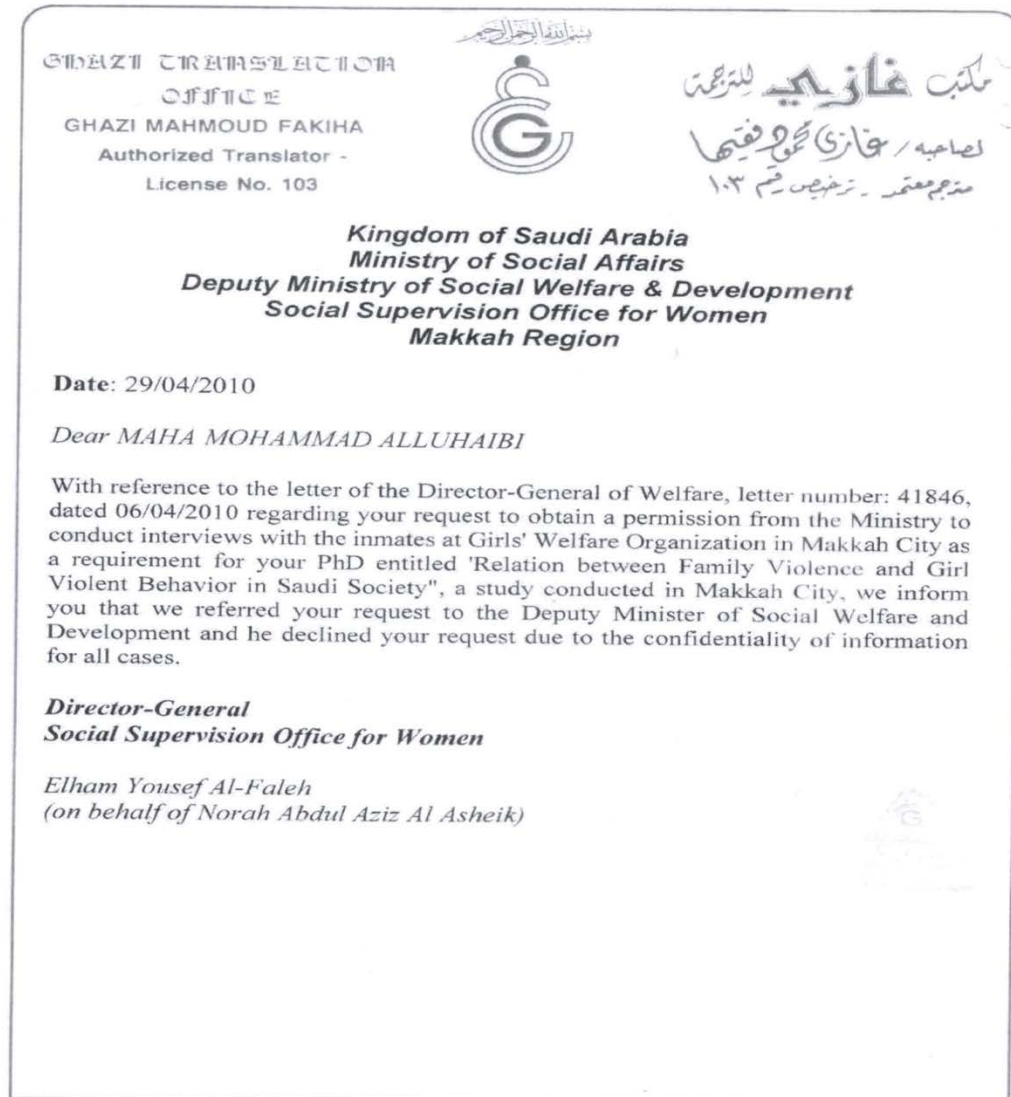 بسم الله الرحمن الرحيم
GHAZI TRANSLATION
OFFICE
GHAZI MAHMOUD FAKIHA
Authorized Translator -
License No. 103
G
مكتب غازي للترجمة
لصاحبه / غازي محمود فقيها
مترجم معتمد - ترخيص رقم ١٠٣
Kingdom of Saudi Arabia
Ministry of Social Affairs
Deputy Ministry of Social Welfare & Development
Social Supervision Office for Women
Makkah Region
Date: 29/04/2010
Dear MAHA MOHAMMAD ALLUHAIBI
With reference to the letter of the Director-General of Welfare, letter number: 41846,
dated 06/04/2010 regarding your request to obtain a permission from the Ministry to
conduct interviews with the inmates at Girls' Welfare Organization in Makkah City as
a requirement for your PhD entitled 'Relation between Family Violence and Girl
Violent Behavior in Saudi Society", a study conducted in Makkah City, we inform
you that we referred your request to the Deputy Minister of Social Welfare and
Development and he declined your request due to the confidentiality of information
for all cases.
Director-General
Social Supervision Office for Women
Elham Yousef Al-Faleh
(on behalf of Norah Abdul Aziz Al Asheik)
G